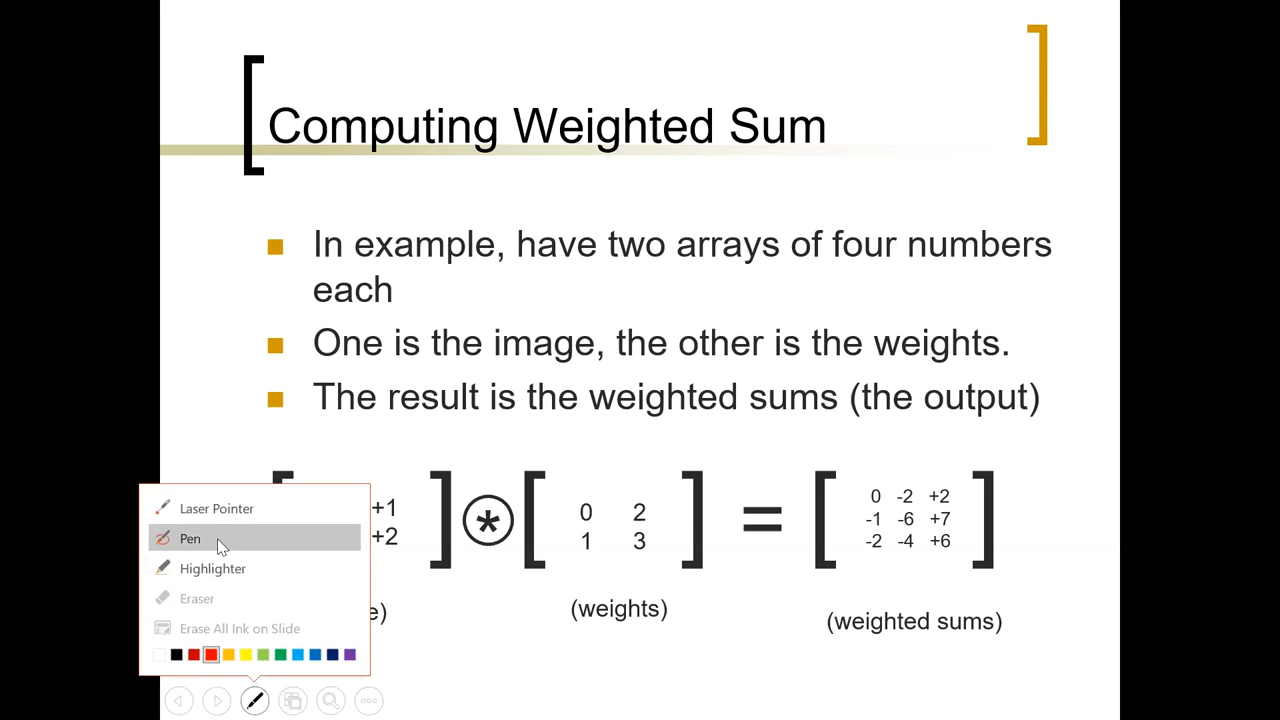 Computing Weighted Sum
In example, have two arrays of four numbers
each
One is the image, the other is the weights.
The result is the weighted sums (the output)
+1
+2
*
0 2
1 3
=
0 -2 +2
-1 -6 +7
-2 -4 +6
e)
(weights)
(weighted sums)
Laser Pointer
Pen
Highlighter
Eraser
Erase All Ink on Slide